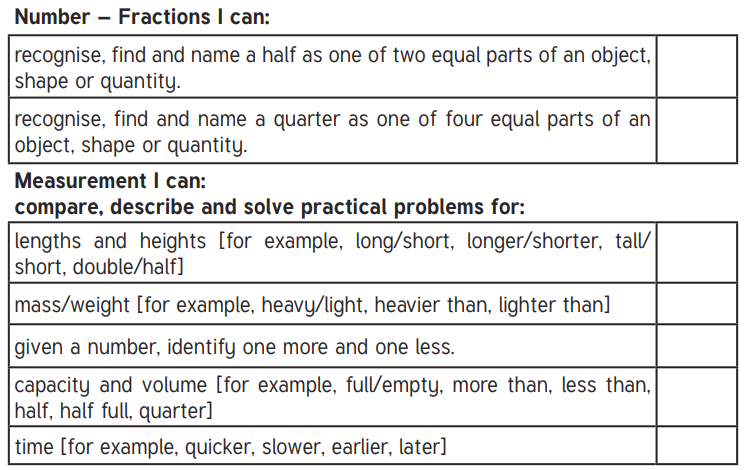 Number – Fractions I can:
recognise, find and name a half as one of two equal parts of an object,
shape or quantity.
recognise, find and name a quarter as one of four equal parts of an
object, shape or quantity.
Measurement I can:
compare, describe and solve practical problems for:
lengths and heights [for example, long/short, longer/shorter, tall/
short, double/half]
mass/weight [for example, heavy/light, heavier than, lighter than]
given a number, identify one more and one less.
capacity and volume [for example, full/empty, more than, less than,
half, half full, quarter]
time [for example, quicker, slower, earlier, later]